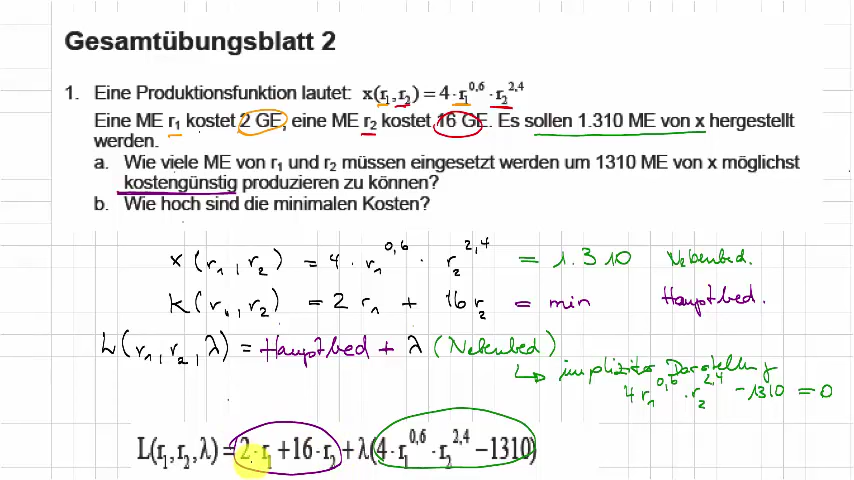 Gesamtübungsblatt 2
1. Eine Produktionsfunktion lautet: x(r₁,r₂) = 4·r₁^0,6·r₂^2,4
Eine ME r₁ kostet 2 GE, eine ME r₂ kostet 16 GE. Es sollen 1.310 ME von x hergestellt
werden.
a. Wie viele ME von r₁ und r₂ müssen eingesetzt werden um 1310 ME von x möglichst
kostengünstig produzieren zu können?
b. Wie hoch sind die minimalen Kosten?
x (r₁, r₂) = 4 · r₁^0,6 · r₂^2,4 = 1.310 Nebenbed.
K (r₁, r₂) = 2 r₁ + 16 r₂ = min Hauptbed.
L (r₁, r₂, λ) = Hauptbed + λ (Nebenbed)
↳ implizite Darstellung
4 r₁^0,6 · r₂^2,4 - 1310 = 0
L(r₁,r₂,λ) = 2·r₁ + 16·r₂ + λ(4·r₁^0,6·r₂^2,4 − 1310)